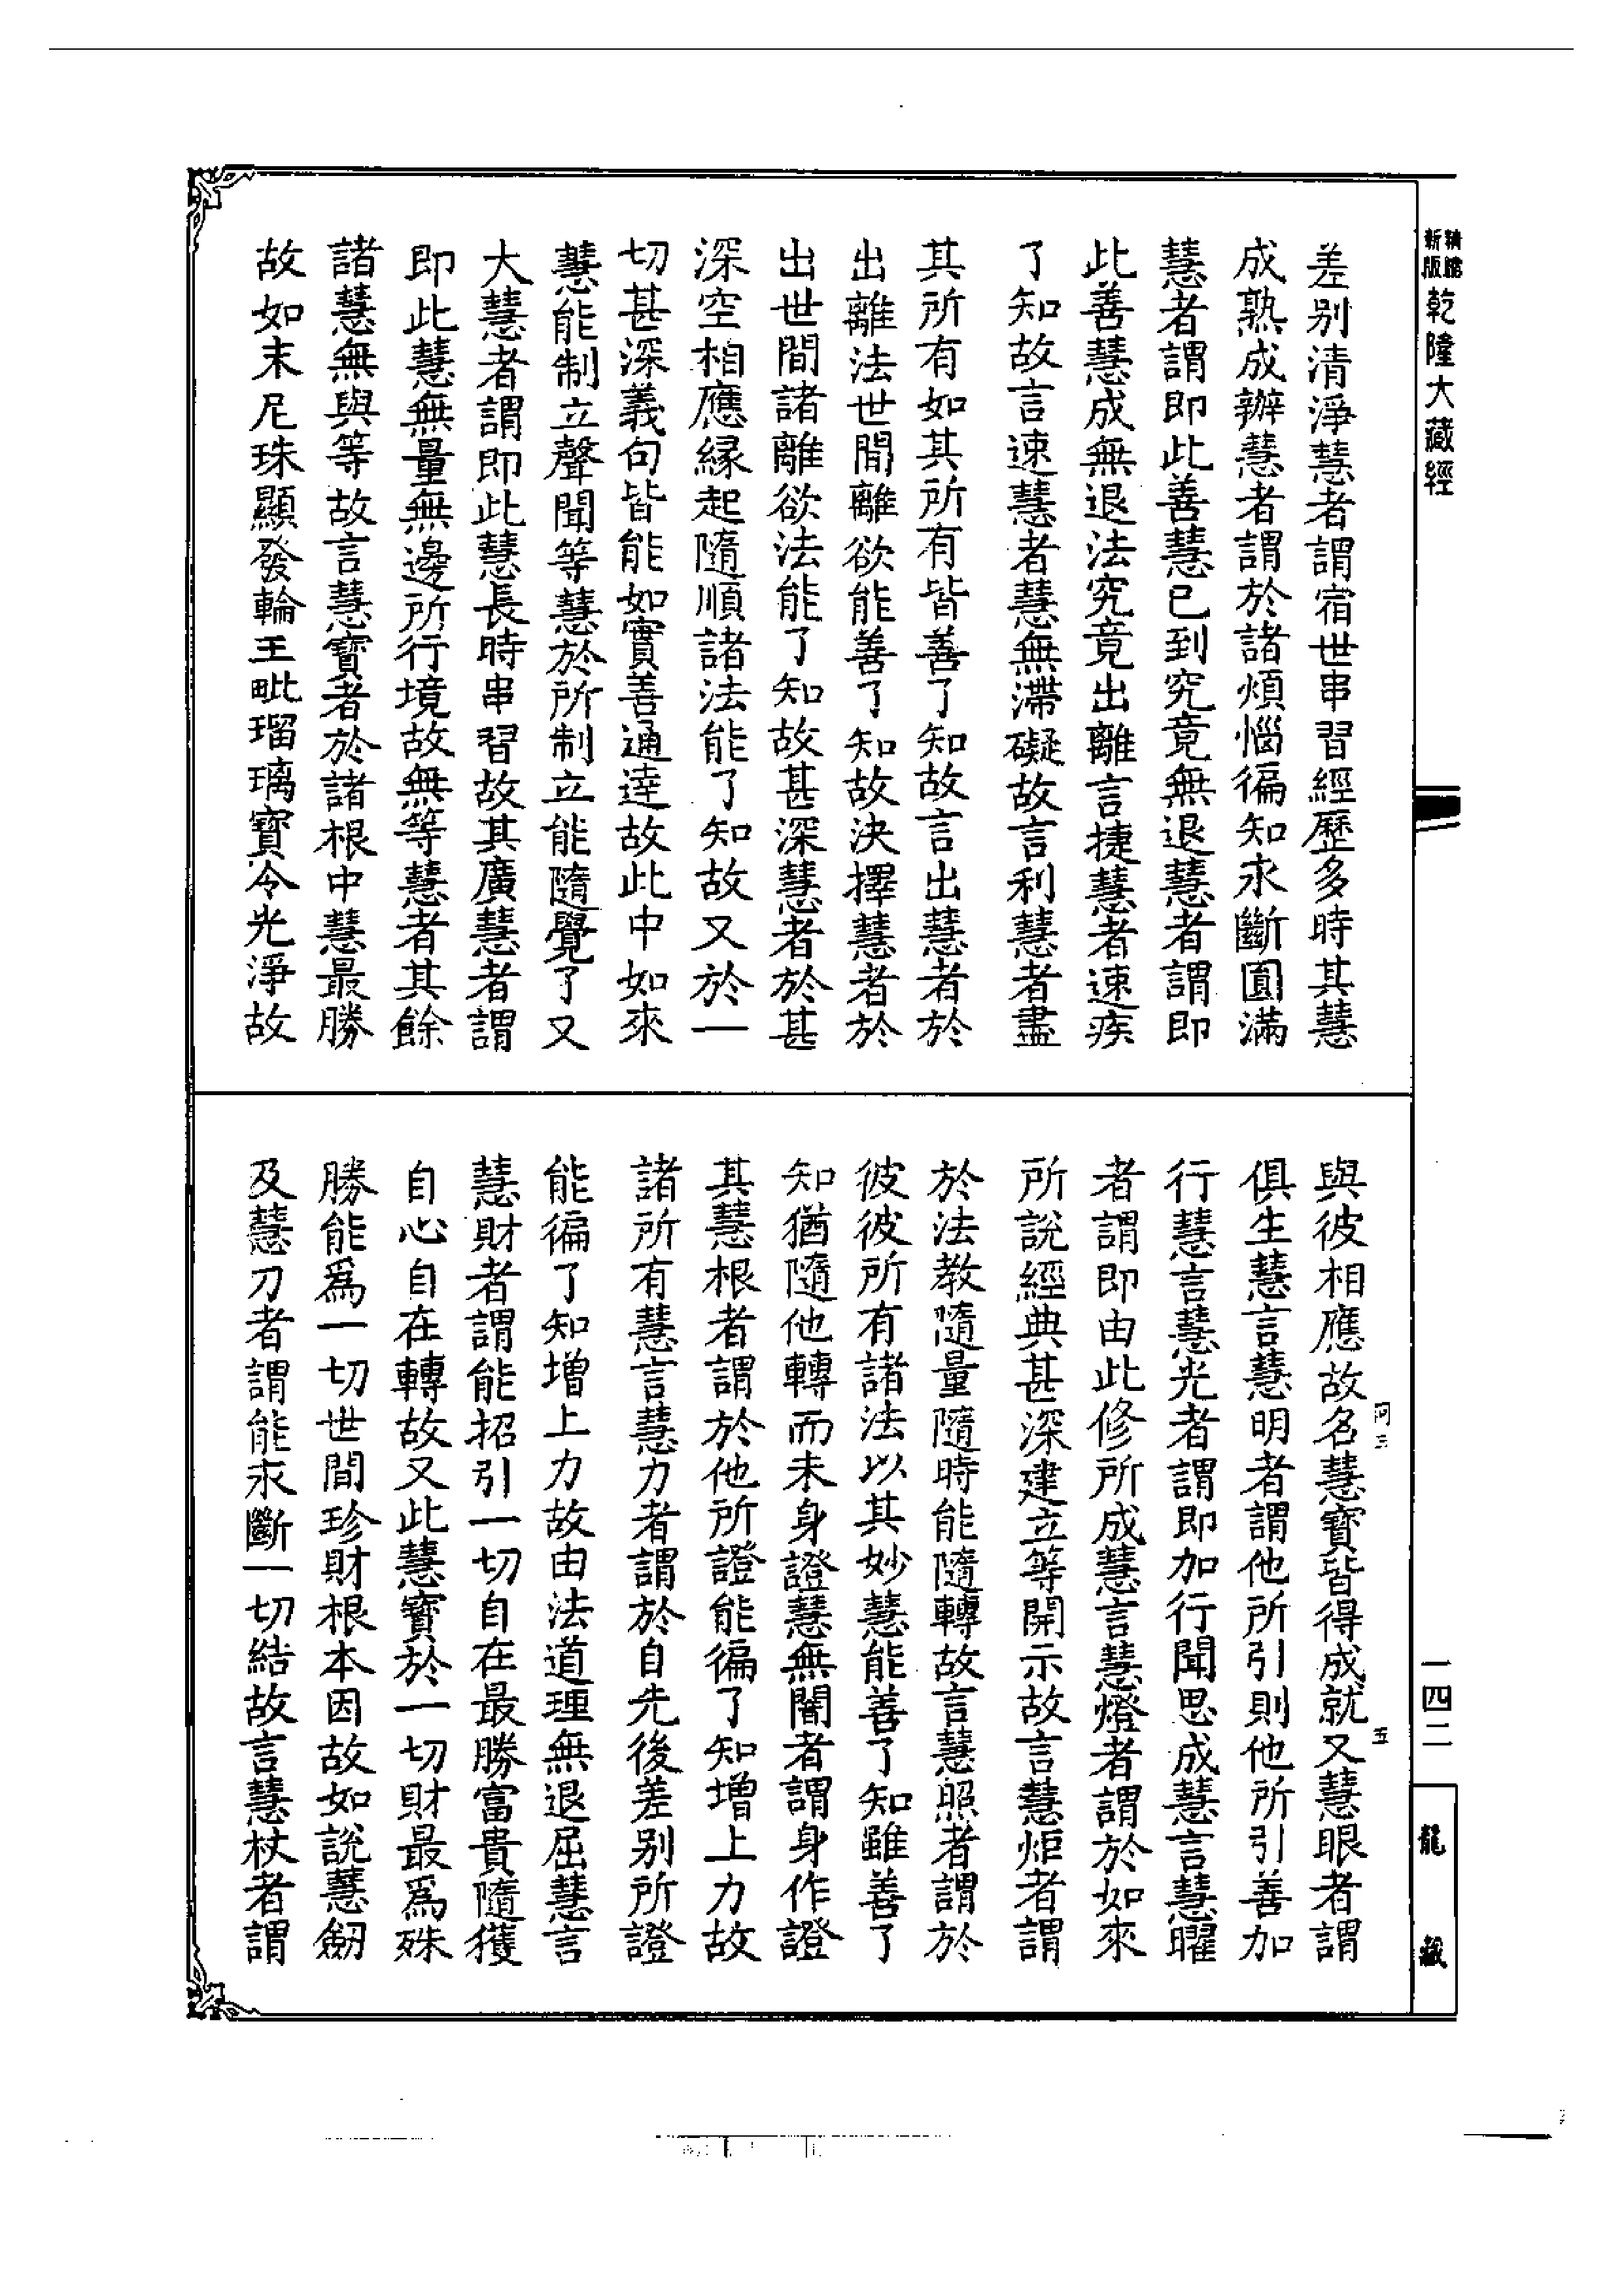 新版 精縮 乾隆大藏經
差别清淨慧者謂宿世串習經歷多時其慧
成熟成辦慧者謂於諸煩惱徧知永斷圓滿
慧者謂即此善慧已到究竟無退慧者謂即
此善慧成無退法究竟出離言捷慧者速疾
了知故言速慧者慧無滯礙故言利慧者盡
其所有如其所有皆善了知故言出慧者於
出離法世間離欲能善了知故決擇慧者於
出世間諸離欲法能了知故甚深慧者於甚
深空相應緣起隨順諸法能了知故又於一
切甚深義句皆能如實善通達故此中如來
慧能制立聲聞等慧於所制立能隨覺了又
大慧者謂即此慧長時串習故其廣慧者謂
即此慧無量無邊所行境故無等慧者其餘
諸慧無與等故言慧寶者於諸根中慧最勝
故如末尼珠顯發輪王毗瑠璃寶令光淨故
與彼相應故名慧寶皆得成就又慧眼者謂
俱生慧言慧明者謂他所引則他所引善加
行慧言慧光者謂即加行聞思成慧言慧曜
者謂即由此修所成慧言慧燈者謂於如來
所說經典甚深建立等開示故言慧炬者謂
於法教隨量隨時能隨轉故言慧照者謂於
彼彼所有諸法以其妙慧能善了知雖善了
知猶隨他轉而未身證慧無闇者謂身作證
其慧根者謂於他所證能徧了知增上力故
諸所有慧言慧力者謂於自先後差别所證
能徧了知增上力故由法道理無退屈慧言
慧財者謂能招引一切自在最勝富貴隨獲
自心自在轉故又此慧寶於一切財最爲殊
勝能爲一切世間珍財根本因故如說慧劒
及慧刀者謂能永斷一切結故言慧杖者謂
阿三
五
一四二
龍藏